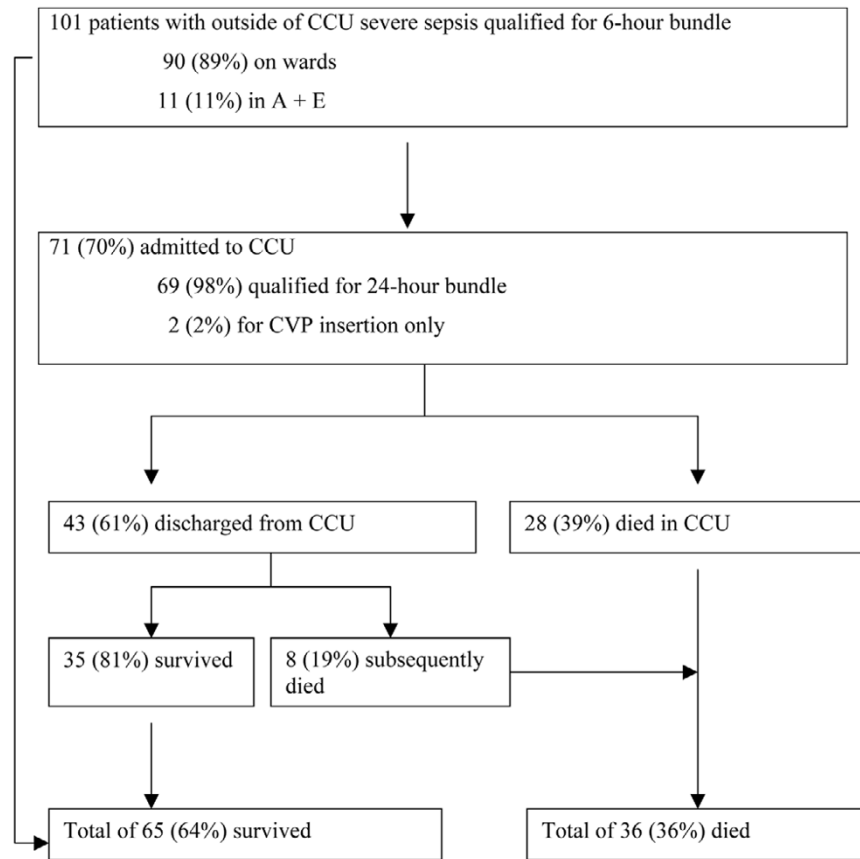 101 patients with outside of CCU severe sepsis qualified for 6-hour bundle
90 (89%) on wards
11 (11%) in A + E
71 (70%) admitted to CCU
69 (98%) qualified for 24-hour bundle
2 (2%) for CVP insertion only
43 (61%) discharged from CCU
28 (39%) died in CCU
35 (81%) survived
8 (19%) subsequently
died
Total of 65 (64%) survived
Total of 36 (36%) died